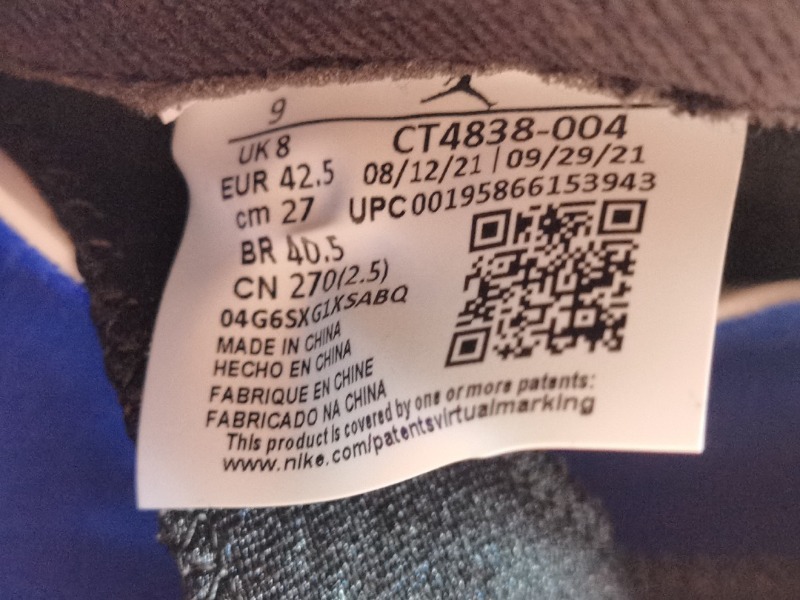 9
UK 8
EUR 42.5
cm 27
BR 40.5
CN 270(2.5)
CT4838-004
08/12/21 | 09/29/21
UPC 00195866153943
04G6SXG1XSABQ
MADE IN CHINA
HECHO EN CHINA
FABRIQUE EN CHINE
FABRICADO NA CHINA
This product is covered by one or more patents:
www.nike.com/patentsvirtualmarking